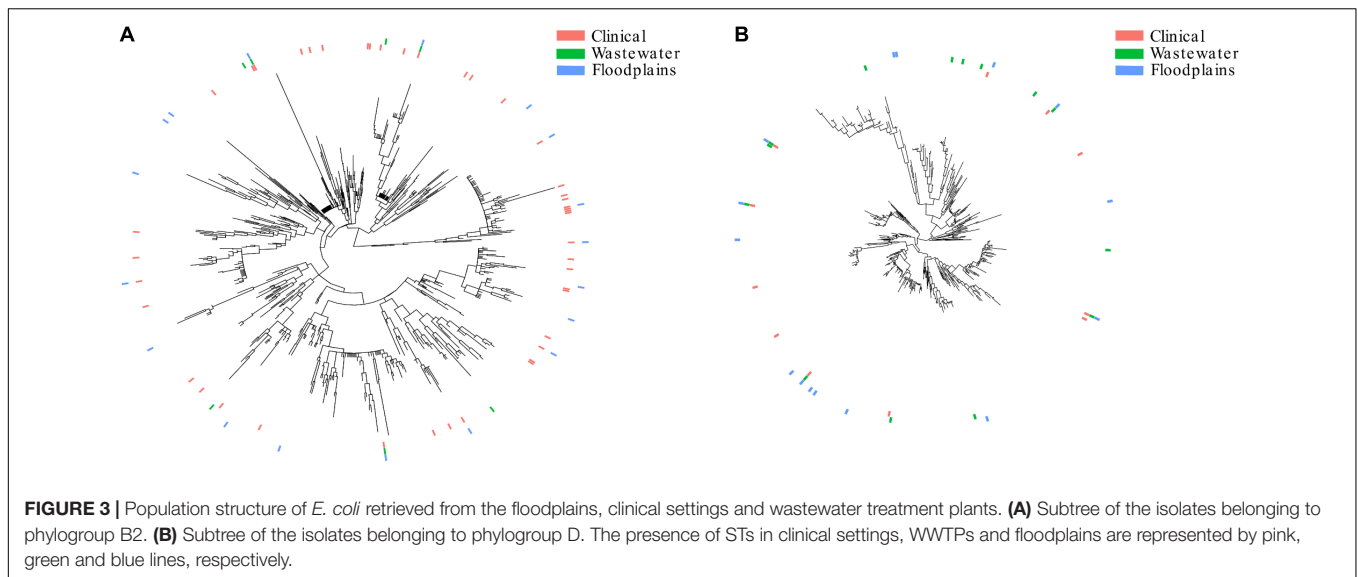 A
Clinical
Wastewater
Floodplains
B
Clinical
Wastewater
Floodplains
FIGURE 3 | Population structure of E. coli retrieved from the floodplains, clinical settings and wastewater treatment plants. (A) Subtree of the isolates belonging to
phylogroup B2. (B) Subtree of the isolates belonging to phylogroup D. The presence of STs in clinical settings, WWTPs and floodplains are represented by pink,
green and blue lines, respectively.